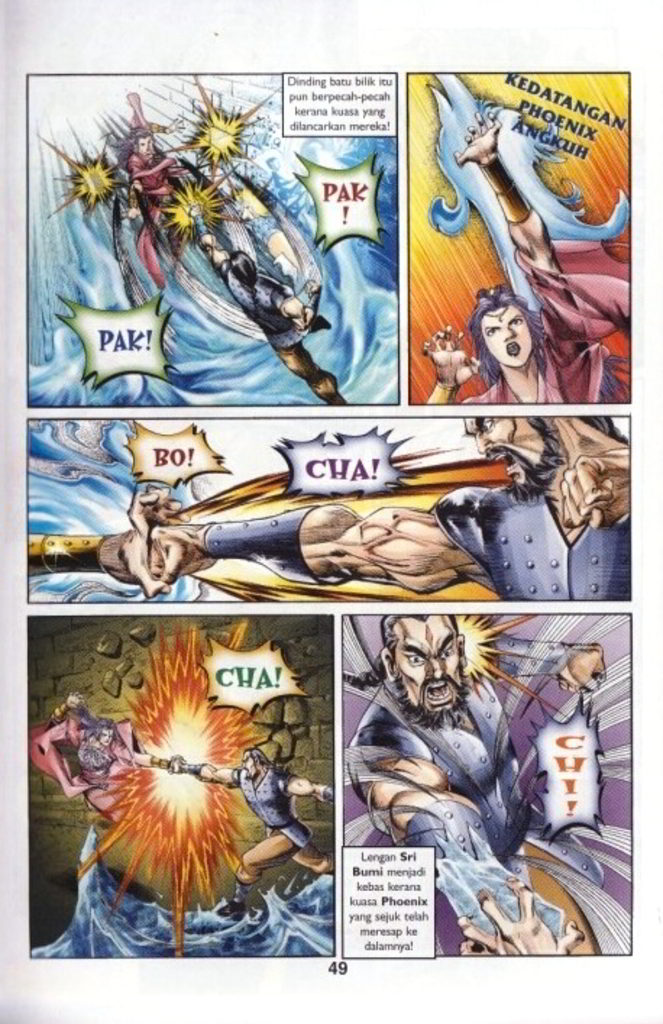 Dinding batu bilik itu
pun berpecah-pecah
kerana kuasa yang
dilancarkan mereka!
PAK
!
PAK!
KEDATANGAN
PHOENIX
ANGKUH
BO!
CHA!
CHA!
CHI!
Lengan Sri
Bumi menjadi
kebas kerana
kuasa Phoenix
yang sejuk telah
meresap ke
dalamnya!
49